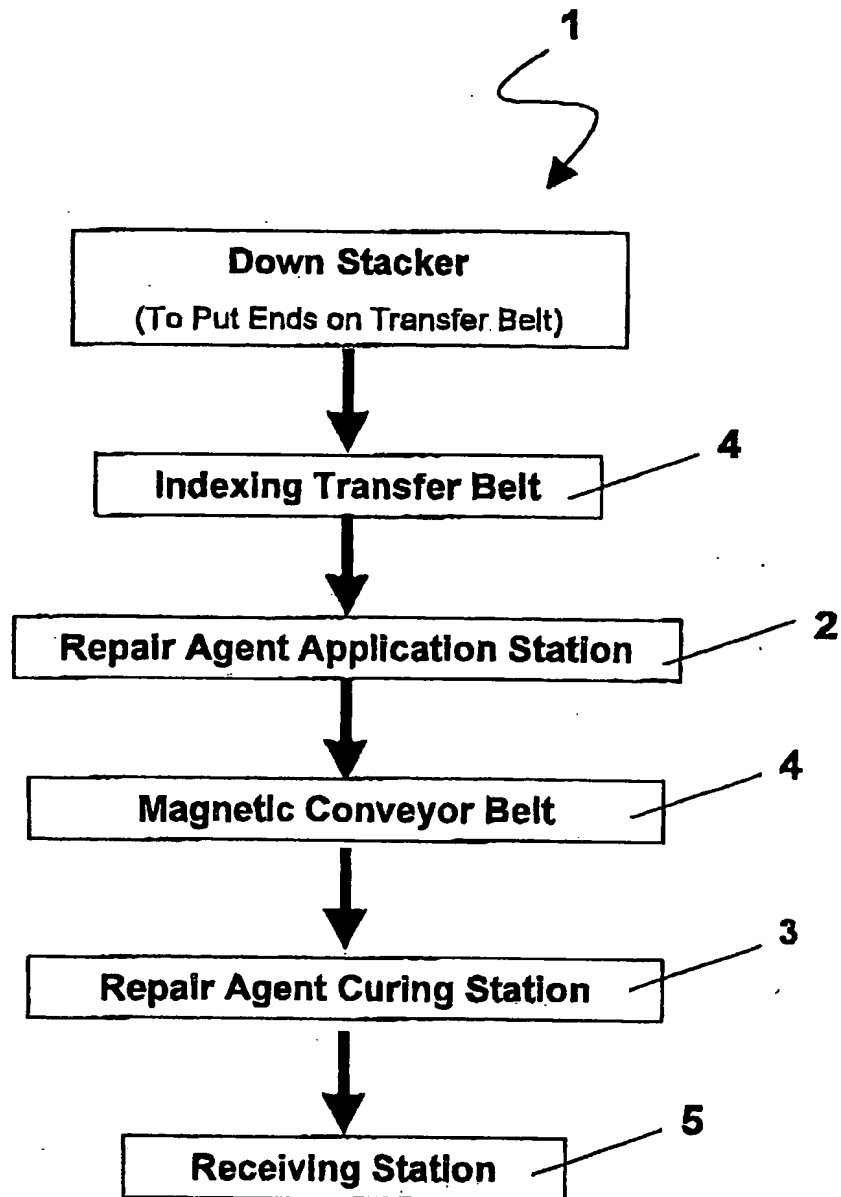 1
Down Stacker
(To Put Ends on Transfer Belt)
Indexing Transfer Belt
4
Repair Agent Application Station
2
Magnetic Conveyor Belt
4
Repair Agent Curing Station
3
Receiving Station
5